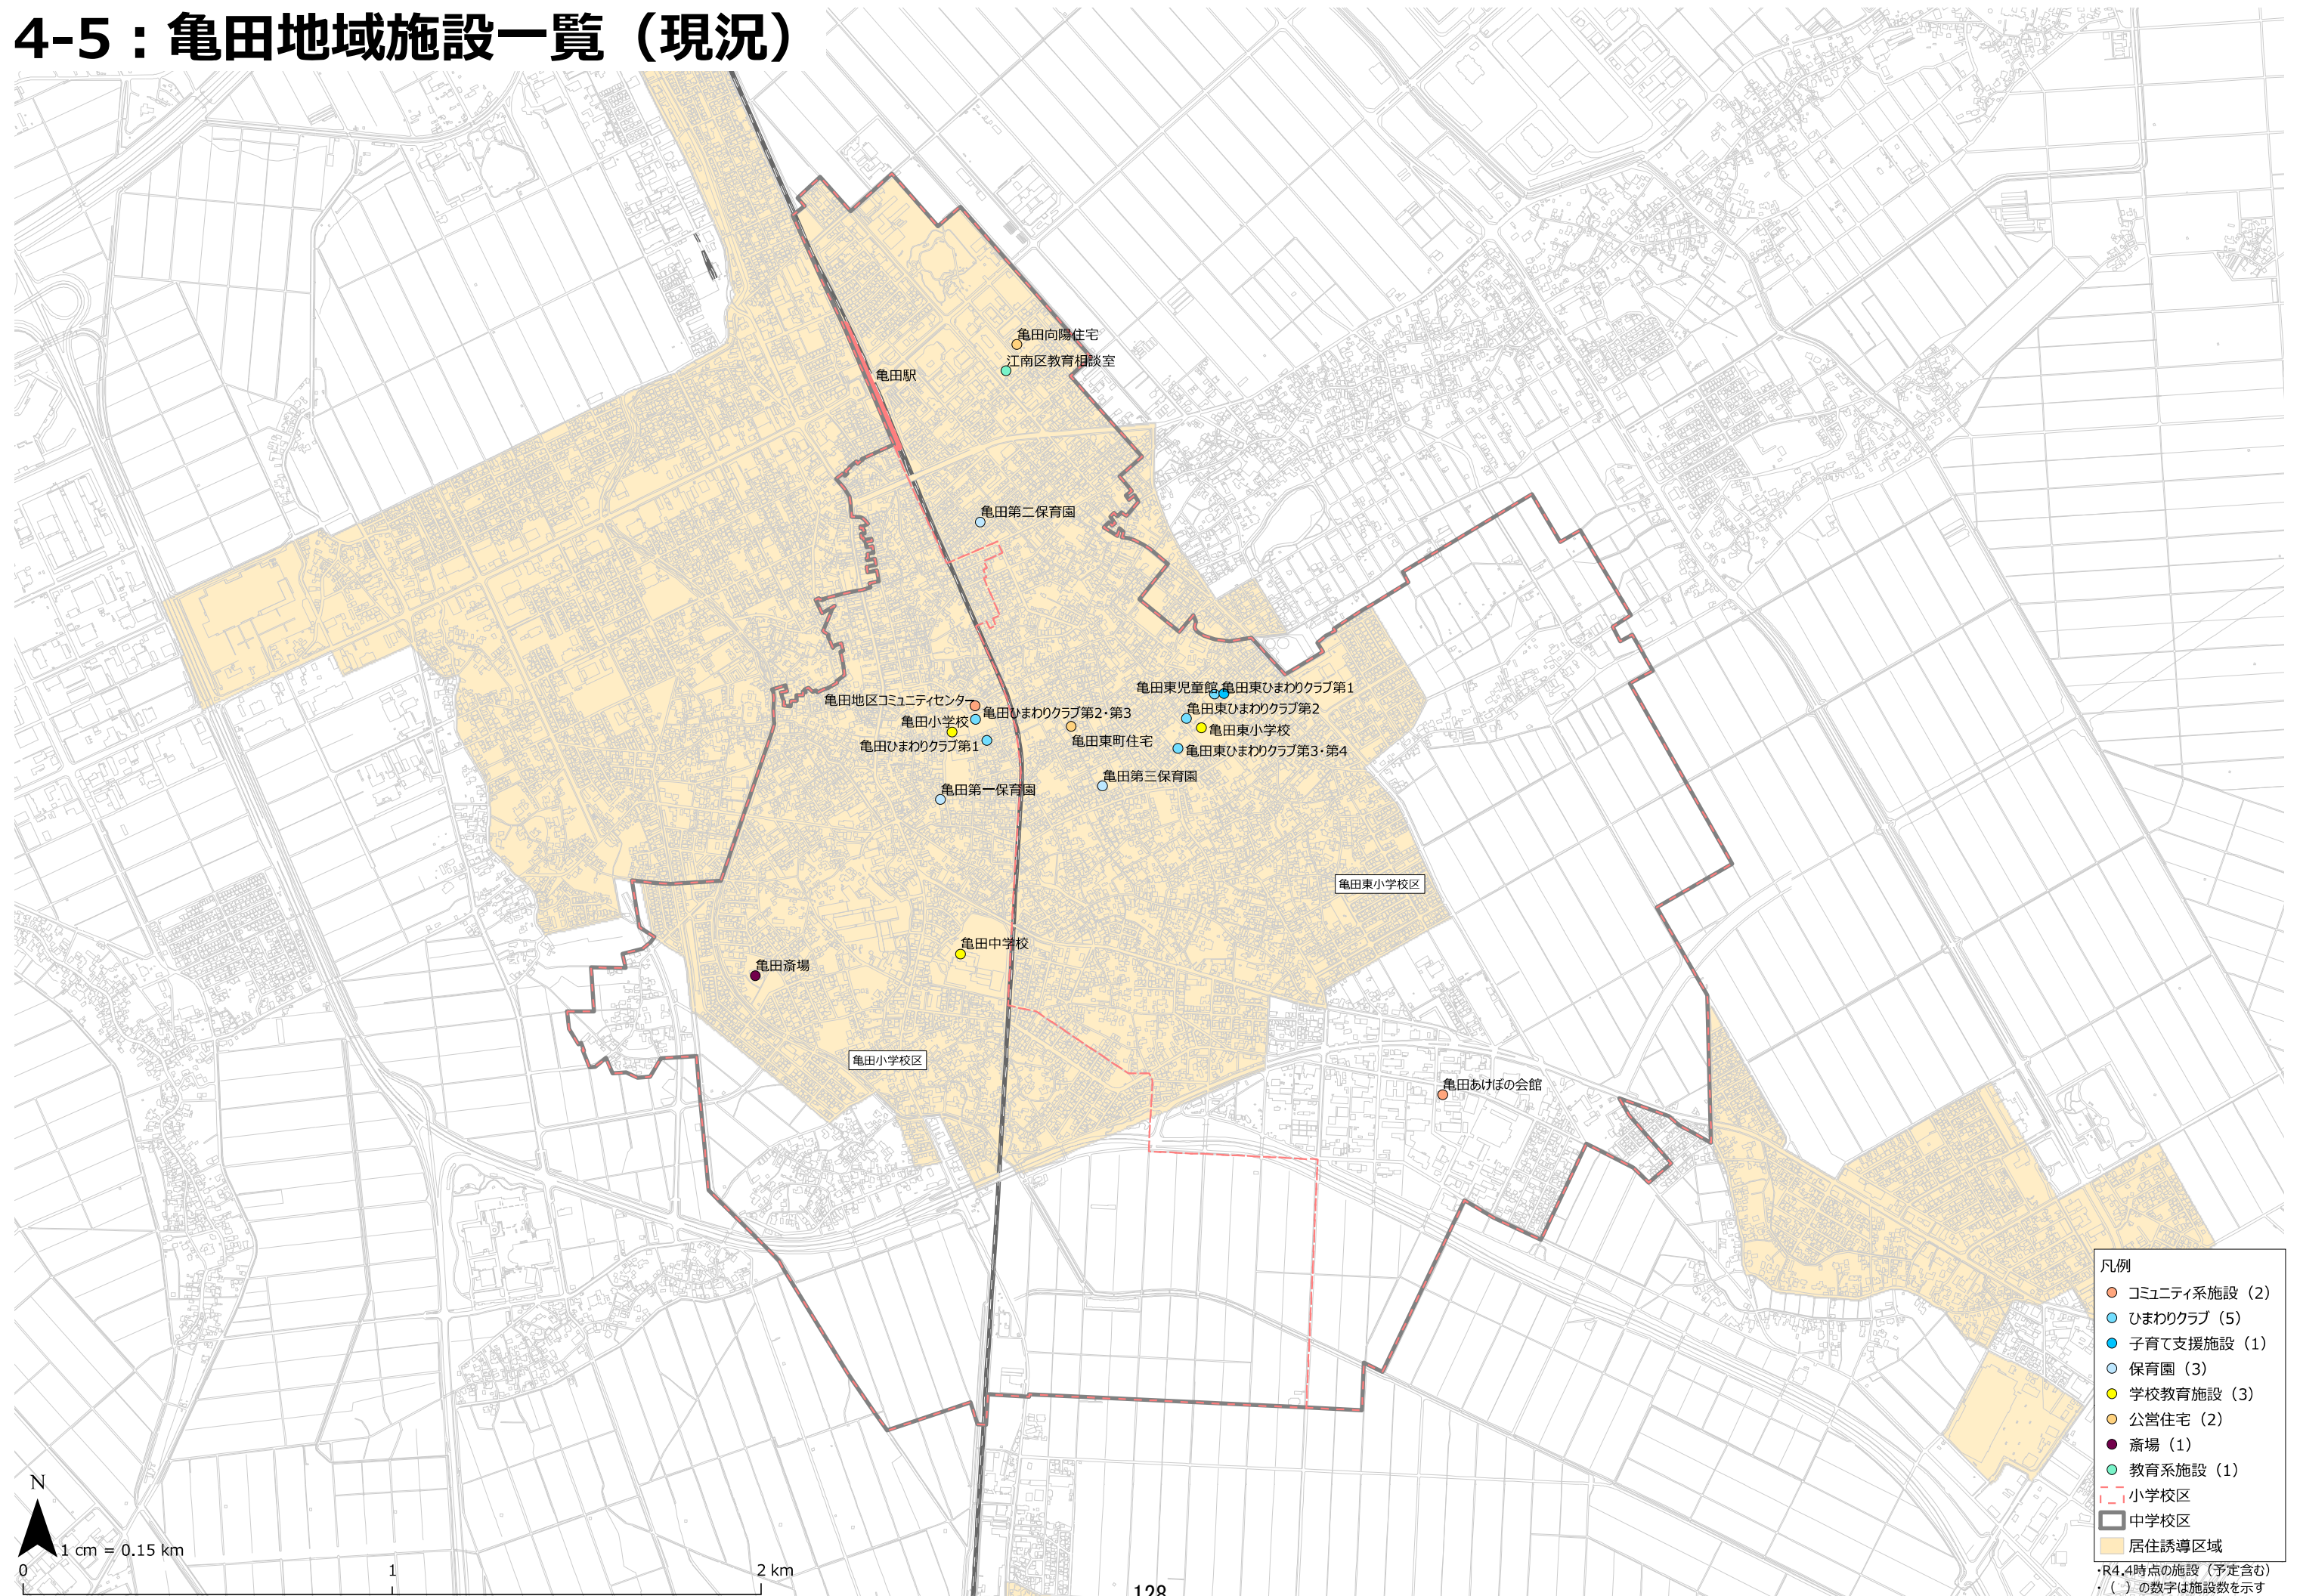 4-5：亀田地域施設一覧（現況）
亀田向陽住宅
江南区教育相談室
亀田駅
亀田第二保育園
亀田東児童館
亀田東ひまわりクラブ第1
亀田地区コミュニティセンター
亀田ひまわりクラブ第2・第3
亀田東ひまわりクラブ第2
亀田小学校
亀田東小学校
亀田ひまわりクラブ第1
亀田東町住宅
亀田東ひまわりクラブ第3・第4
亀田第三保育園
亀田第一保育園
亀田東小学校区
亀田中学校
亀田斎場
亀田小学校区
亀田あけぼの会館
凡例
コミュニティ系施設（2）
ひまわりクラブ（5）
子育て支援施設（1）
保育園（3）
学校教育施設（3）
公営住宅（2）
斎場（1）
教育系施設（1）
小学校区
中学校区
居住誘導区域
・R4.4時点の施設（予定含む）
・（　）の数字は施設数を示す
N
1 cm = 0.15 km
0 1 2 km
128